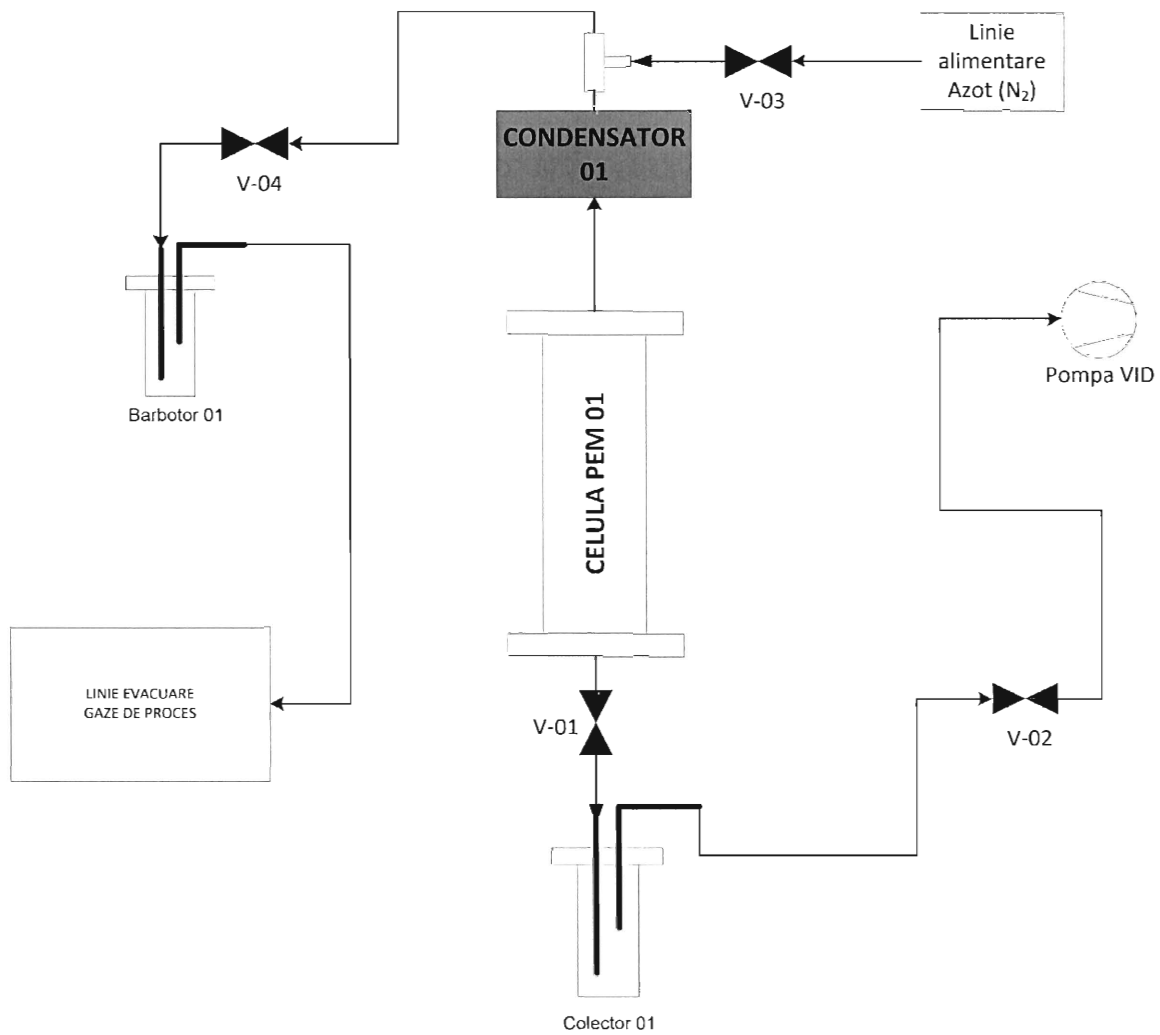 Linie
alimentare
Azot (N₂)
V-03
CONDENSATOR
01
V-04
Barbotor 01
Pompa VID
CELULA PEM 01
LINIE EVACUARE
GAZE DE PROCES
V-01
V-02
Colector 01